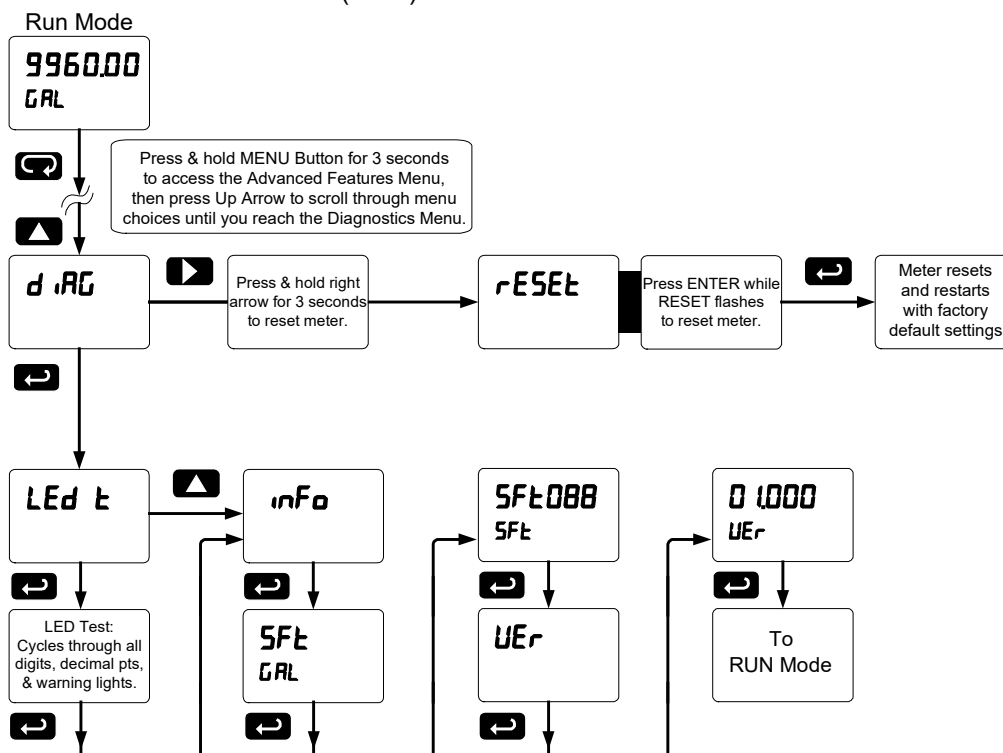 Run Mode
9960.00
GAL
Press & hold MENU Button for 3 seconds
to access the Advanced Features Menu,
then press Up Arrow to scroll through menu
choices until you reach the Diagnostics Menu.
diAG
Press & hold right
arrow for 3 seconds
to reset meter.
rESEt
Press ENTER while
RESET flashes
to reset meter.
Meter resets
and restarts
with factory
default settings
LEd t
inFo
SFt088
SFt
01.000
VEr
LED Test:
Cycles through all
digits, decimal pts,
& warning lights.
SFt
GAL
VEr
To
RUN Mode